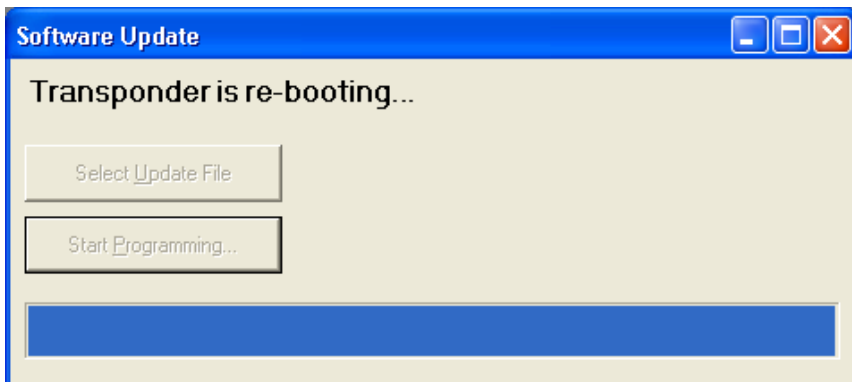 Software Update
Transponder is re-booting...
Select Update File
Start Programming...